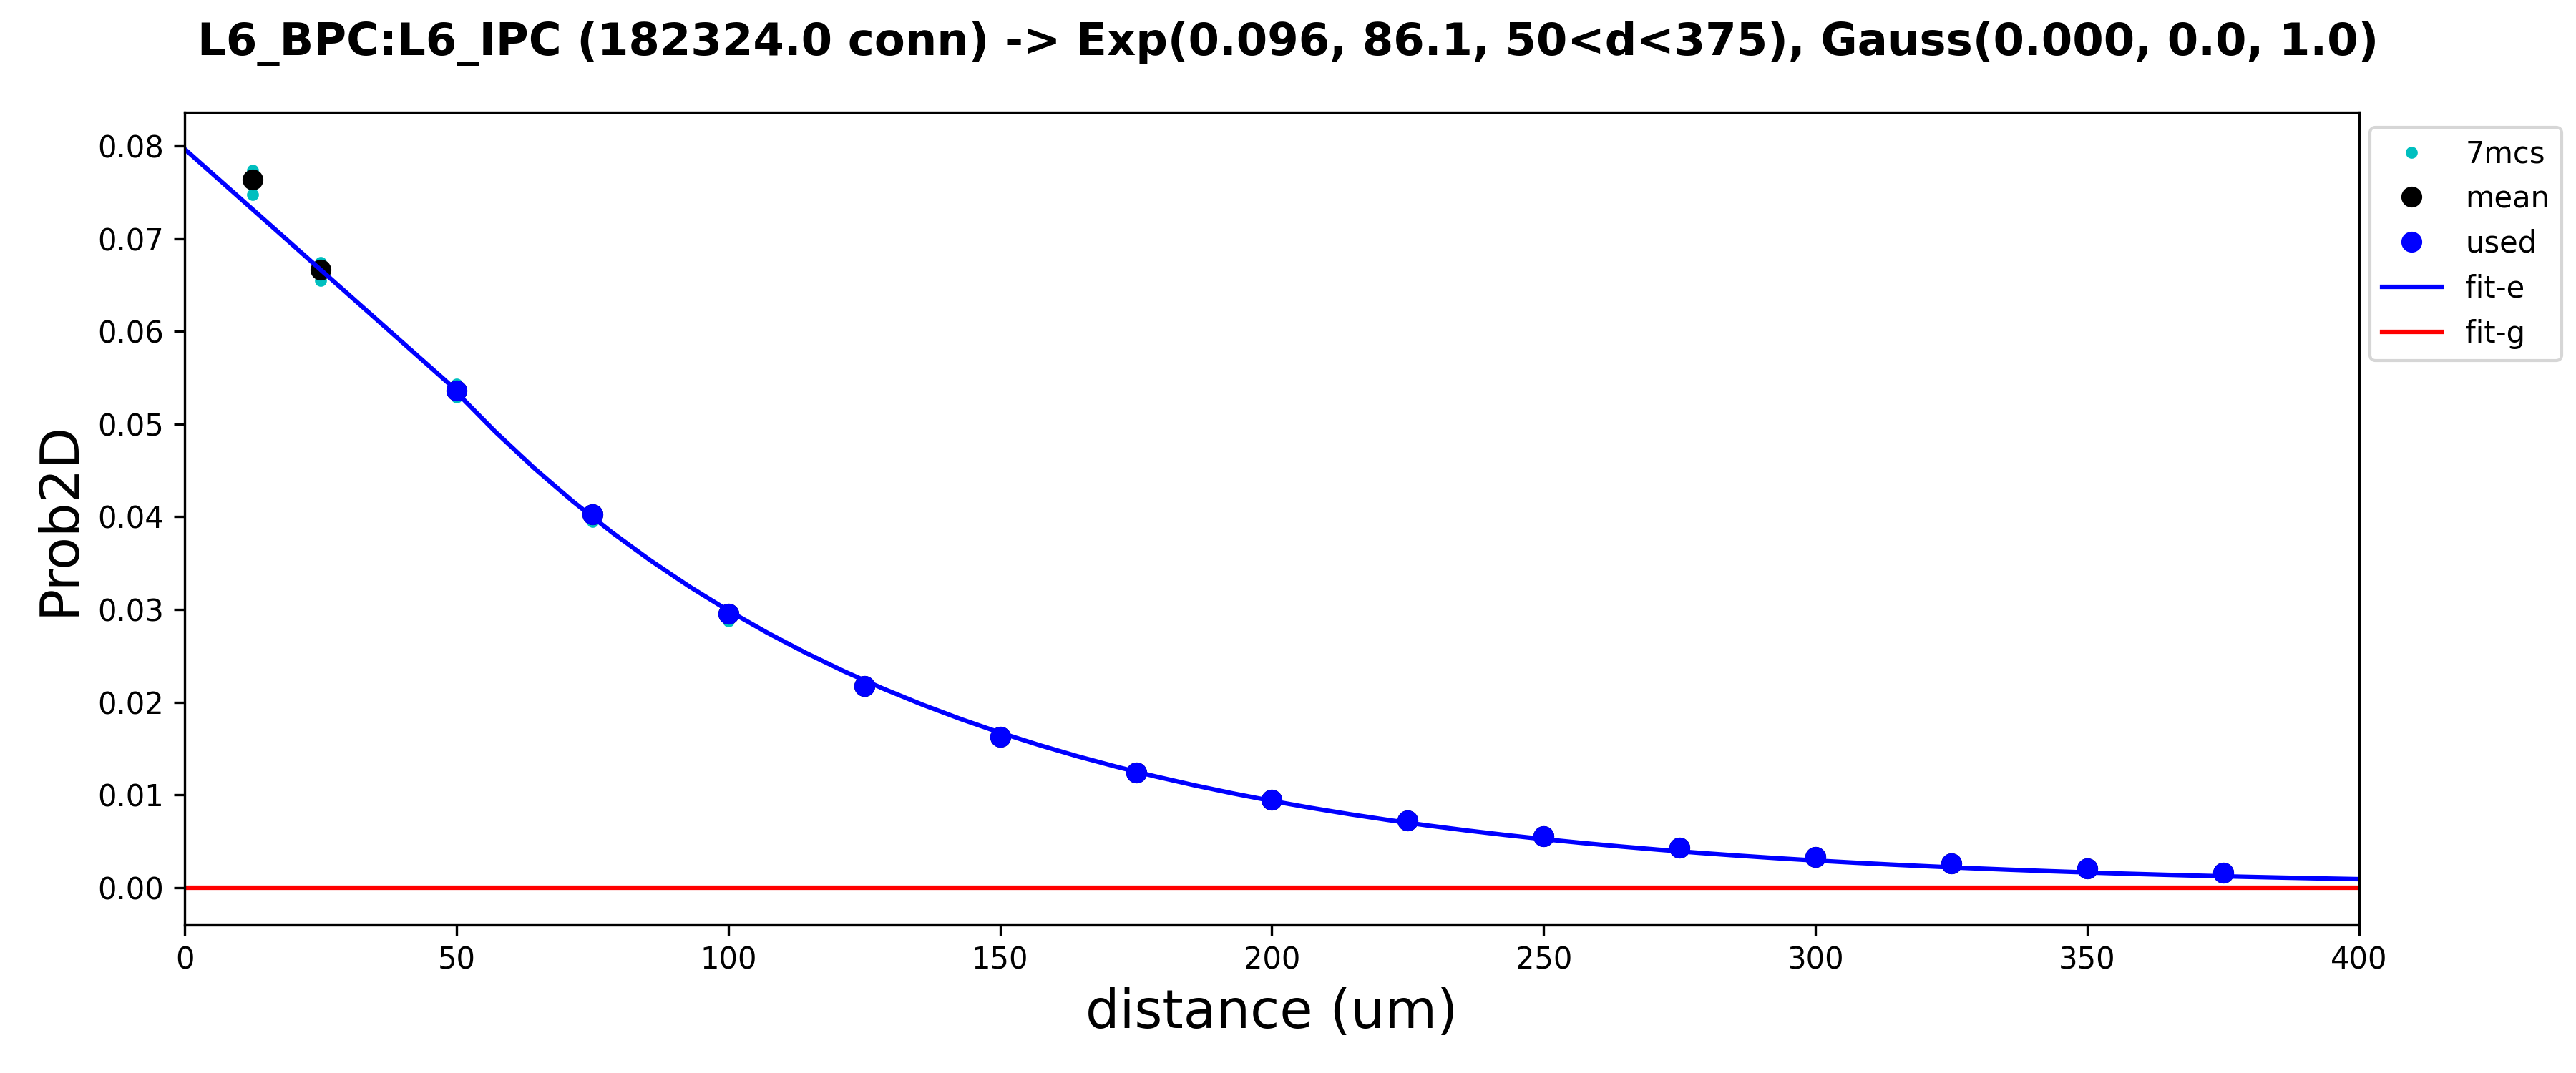 L6_BPC:L6_IPC (182324.0 conn) -> Exp(0.096, 86.1, 50<d<375), Gauss(0.000, 0.0, 1.0)
7mcs
mean
used
fit-e
fit-g
Prob2D
0.08
0.07
0.06
0.05
0.04
0.03
0.02
0.01
0.00
0 50 100 150 200 250 300 350 400
distance (um)